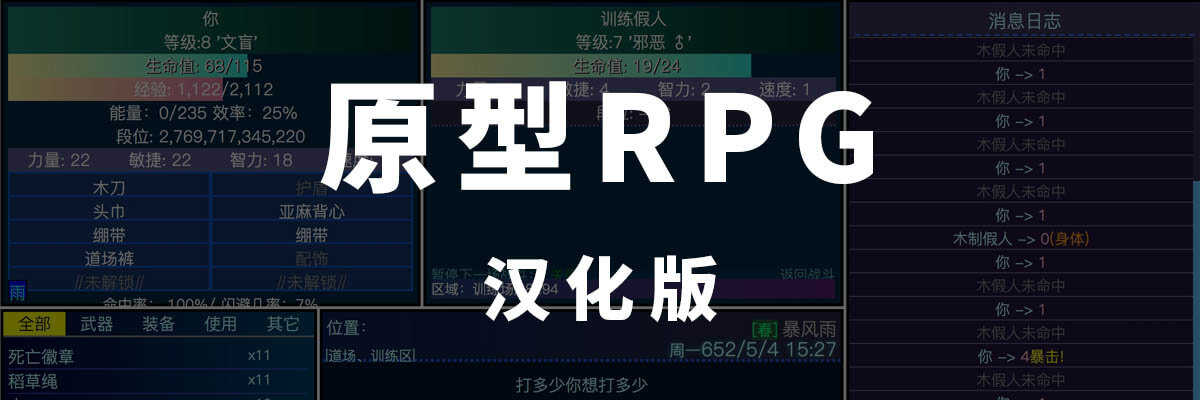 你
等级:8 '文盲'
生命值: 68/115
经验: 1,122/2,112
能量：0/235 效率：25%
段位: 2,769,717,345,220
力量: 22 敏捷: 22 智力: 18
木刀 护盾
头巾 亚麻背心
绷带 绷带
道场裤 配饰
//未解锁// //未解锁//
雨
命中率： 100%/ 闪避几率：7%
训练假人
等级:7 '邪恶 ♂'
生命值: 19/24
敏捷: 4 智力: 2 速度: 1
原型RPG
汉化版
暂停下一场
返回战斗
区域：训练场
消息日志
木假人未命中
你 –> 1
木假人未命中
你 –> 1
木假人未命中
你 –> 1
木假人未命中
你 –> 1
木制假人 –> 0(身体)
你 –> 1
木假人未命中
你 –> 1
木假人未命中
你 –> 4暴击!
木假人未命中
全部 武器 装备 使用 其它
死亡徽章 x11
稻草绳 x11
位置：
[春] 暴风雨
道场、训练区
周一652/5/4 15:27
打多少你想打多少